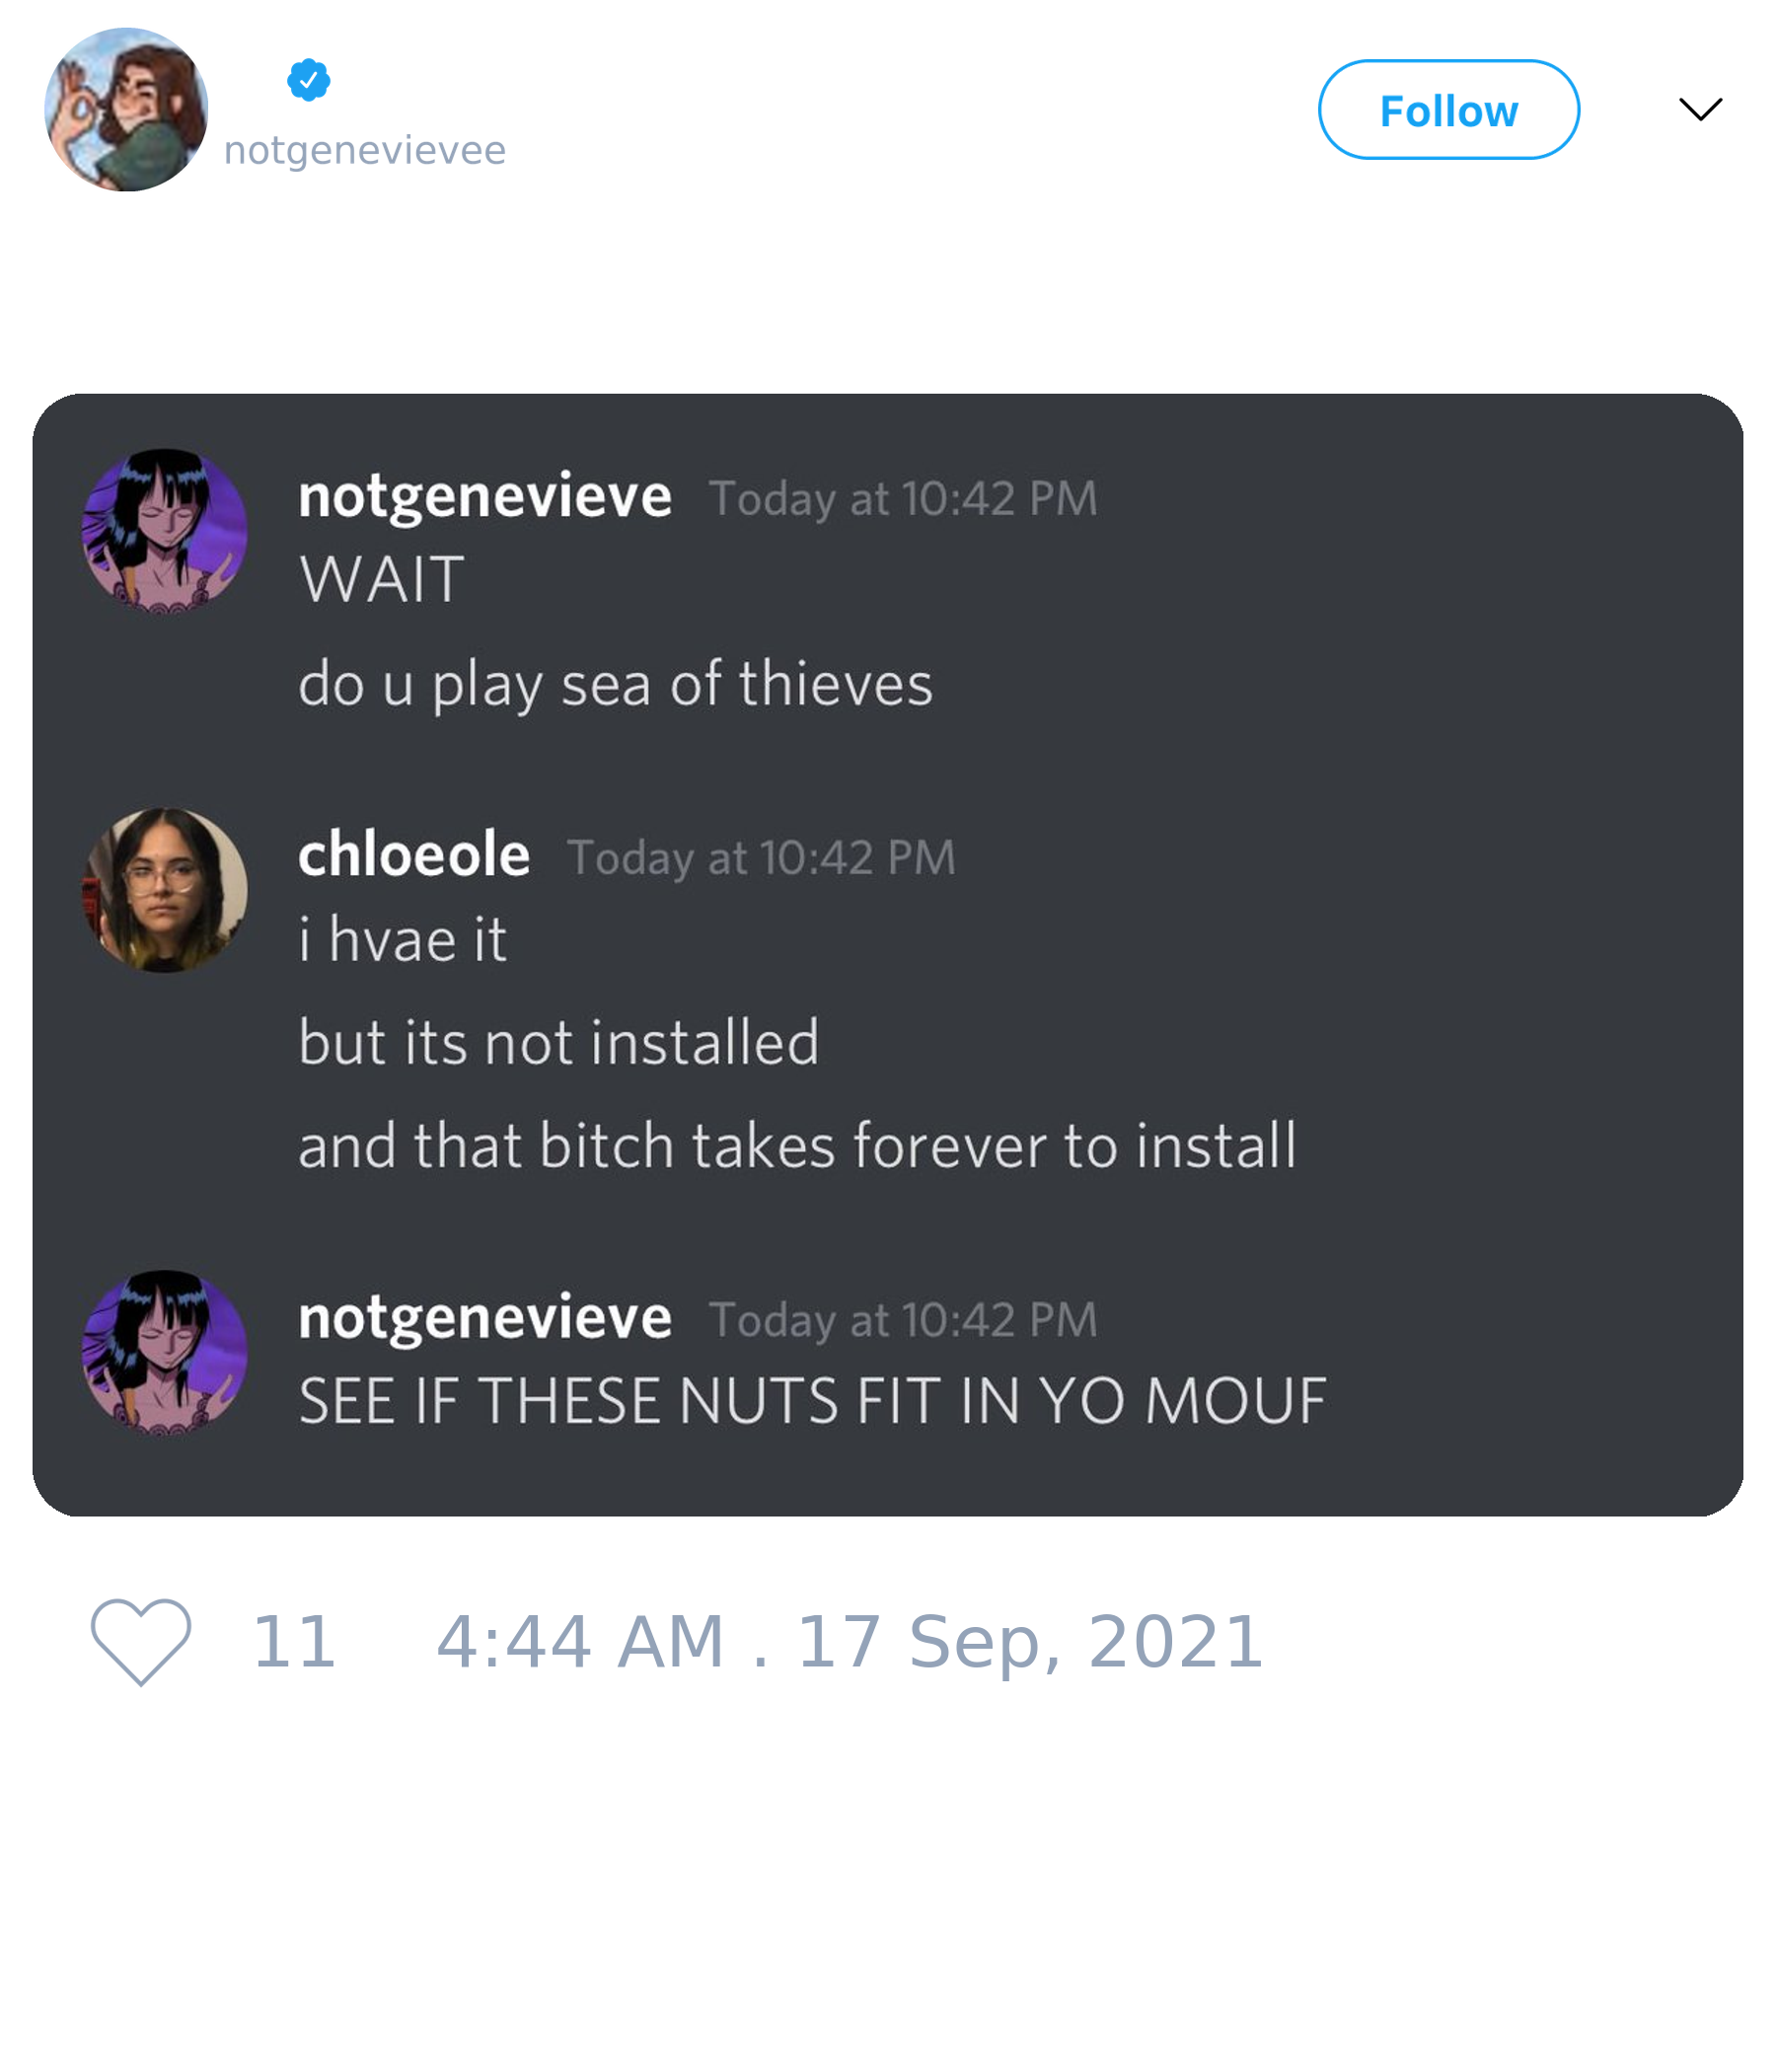 notgenevievee
Follow
notgenevieve Today at 10:42 PM
WAIT
do u play sea of thieves
chloeole Today at 10:42 PM
i hvae it
but its not installed
and that bitch takes forever to install
notgenevieve Today at 10:42 PM
SEE IF THESE NUTS FIT IN YO MOUF
11 4:44 AM . 17 Sep, 2021